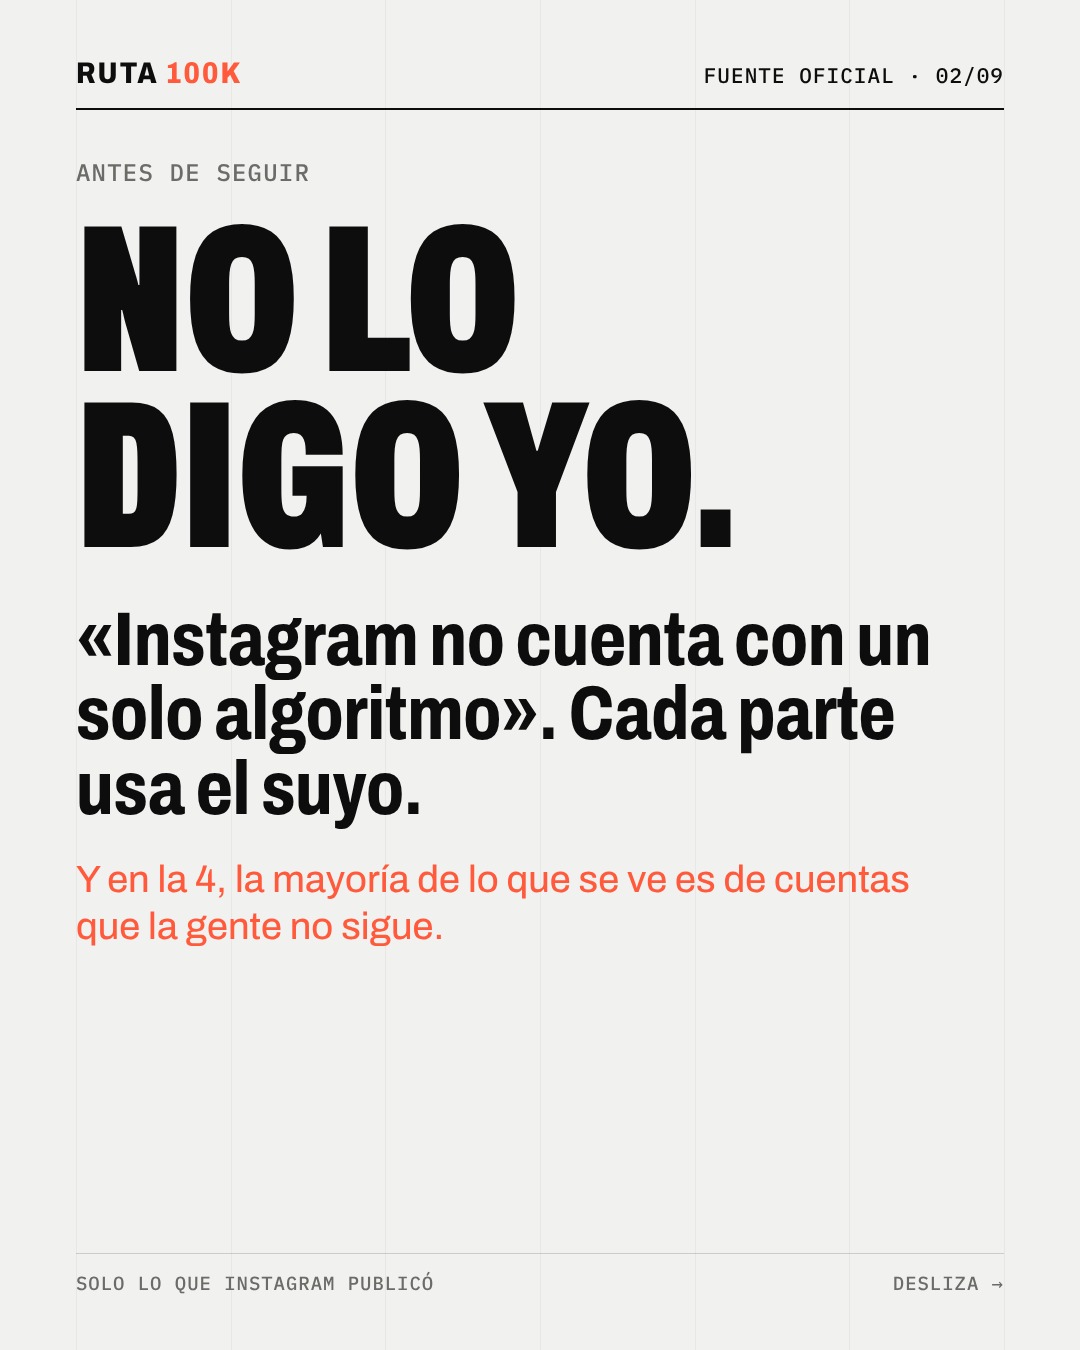 RUTA 100K
FUENTE OFICIAL · 02/09
ANTES DE SEGUIR
NO LO
DIGO YO.
«Instagram no cuenta con un
solo algoritmo». Cada parte
usa el suyo.
Y en la 4, la mayoría de lo que se ve es de cuentas
que la gente no sigue.
SOLO LO QUE INSTAGRAM PUBLICÓ
DESLIZA →